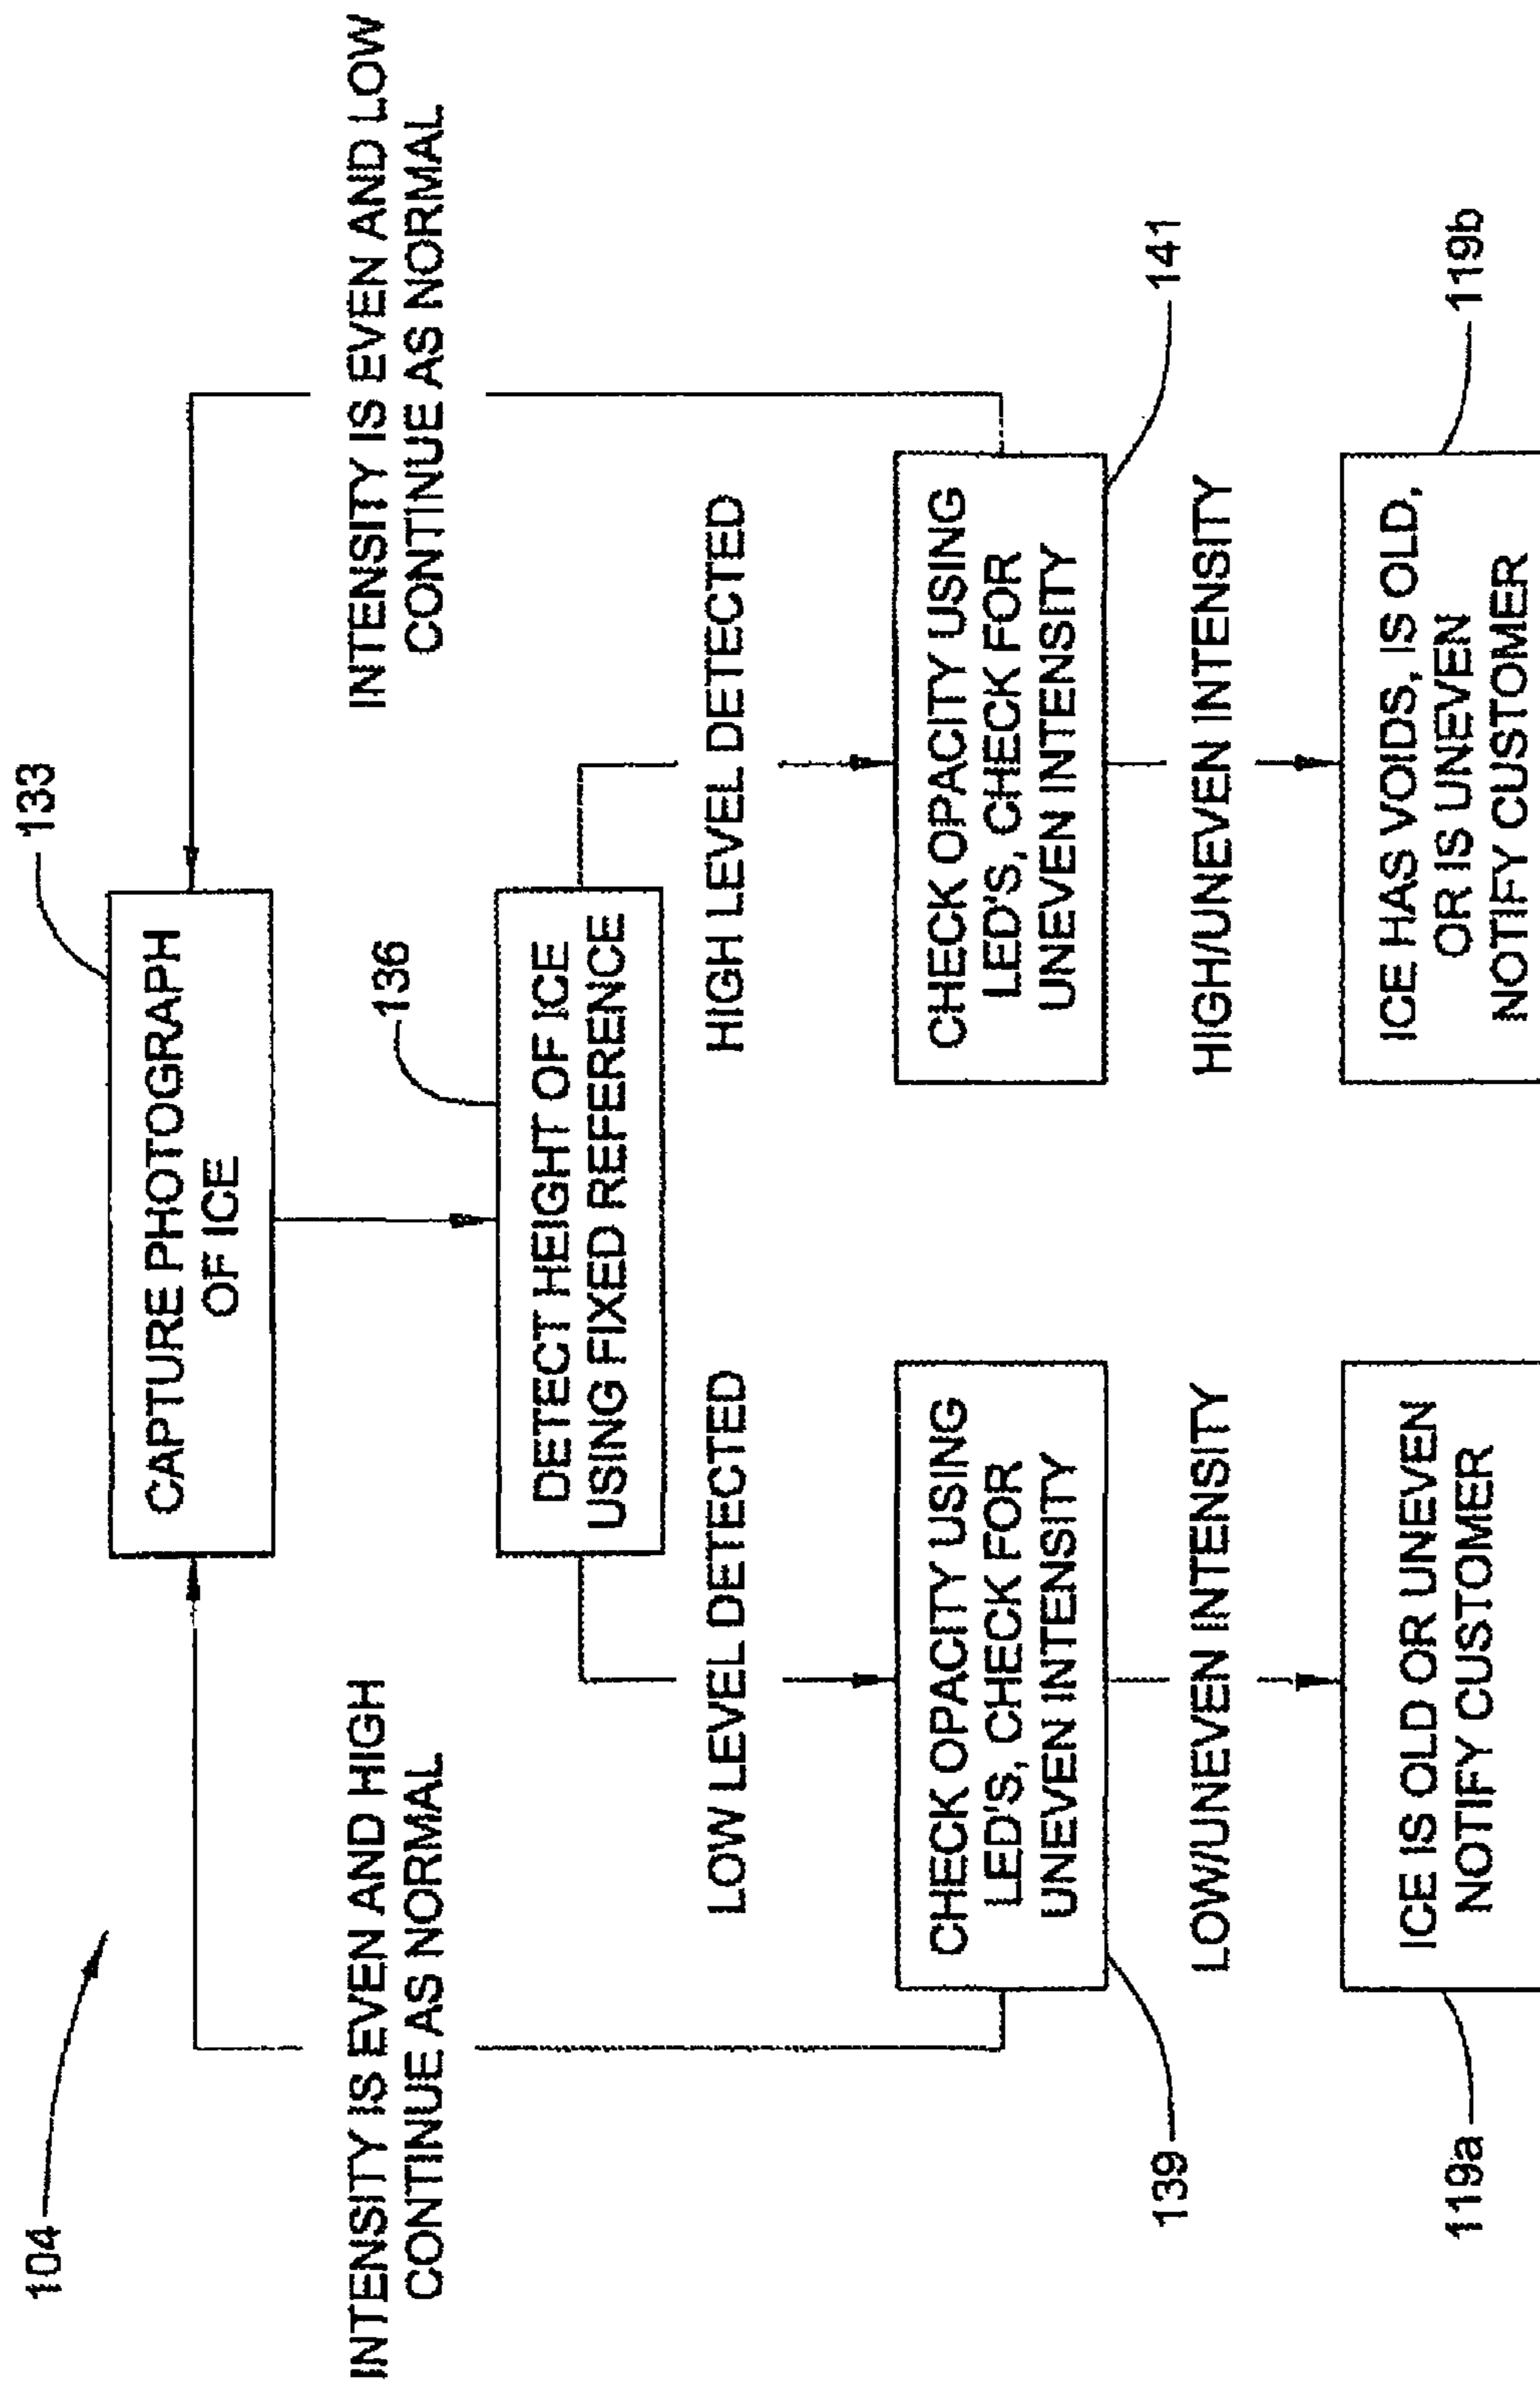 104
133
CAPTURE PHOTOGRAPH
OF ICE
INTENSITY IS EVEN AND HIGH
CONTINUE AS NORMAL
INTENSITY IS EVEN AND LOW
CONTINUE AS NORMAL
136
DETECT HEIGHT OF ICE
USING FIXED REFERENCE
LOW LEVEL DETECTED
HIGH LEVEL DETECTED
CHECK OPACITY USING
LED'S, CHECK FOR
UNEVEN INTENSITY
139
CHECK OPACITY USING
LED'S, CHECK FOR
UNEVEN INTENSITY
141
LOW/UNEVEN INTENSITY
HIGH/UNEVEN INTENSITY
119a
ICE IS OLD OR UNEVEN
NOTIFY CUSTOMER
ICE HAS VOIDS, IS OLD,
OR IS UNEVEN
NOTIFY CUSTOMER
119b